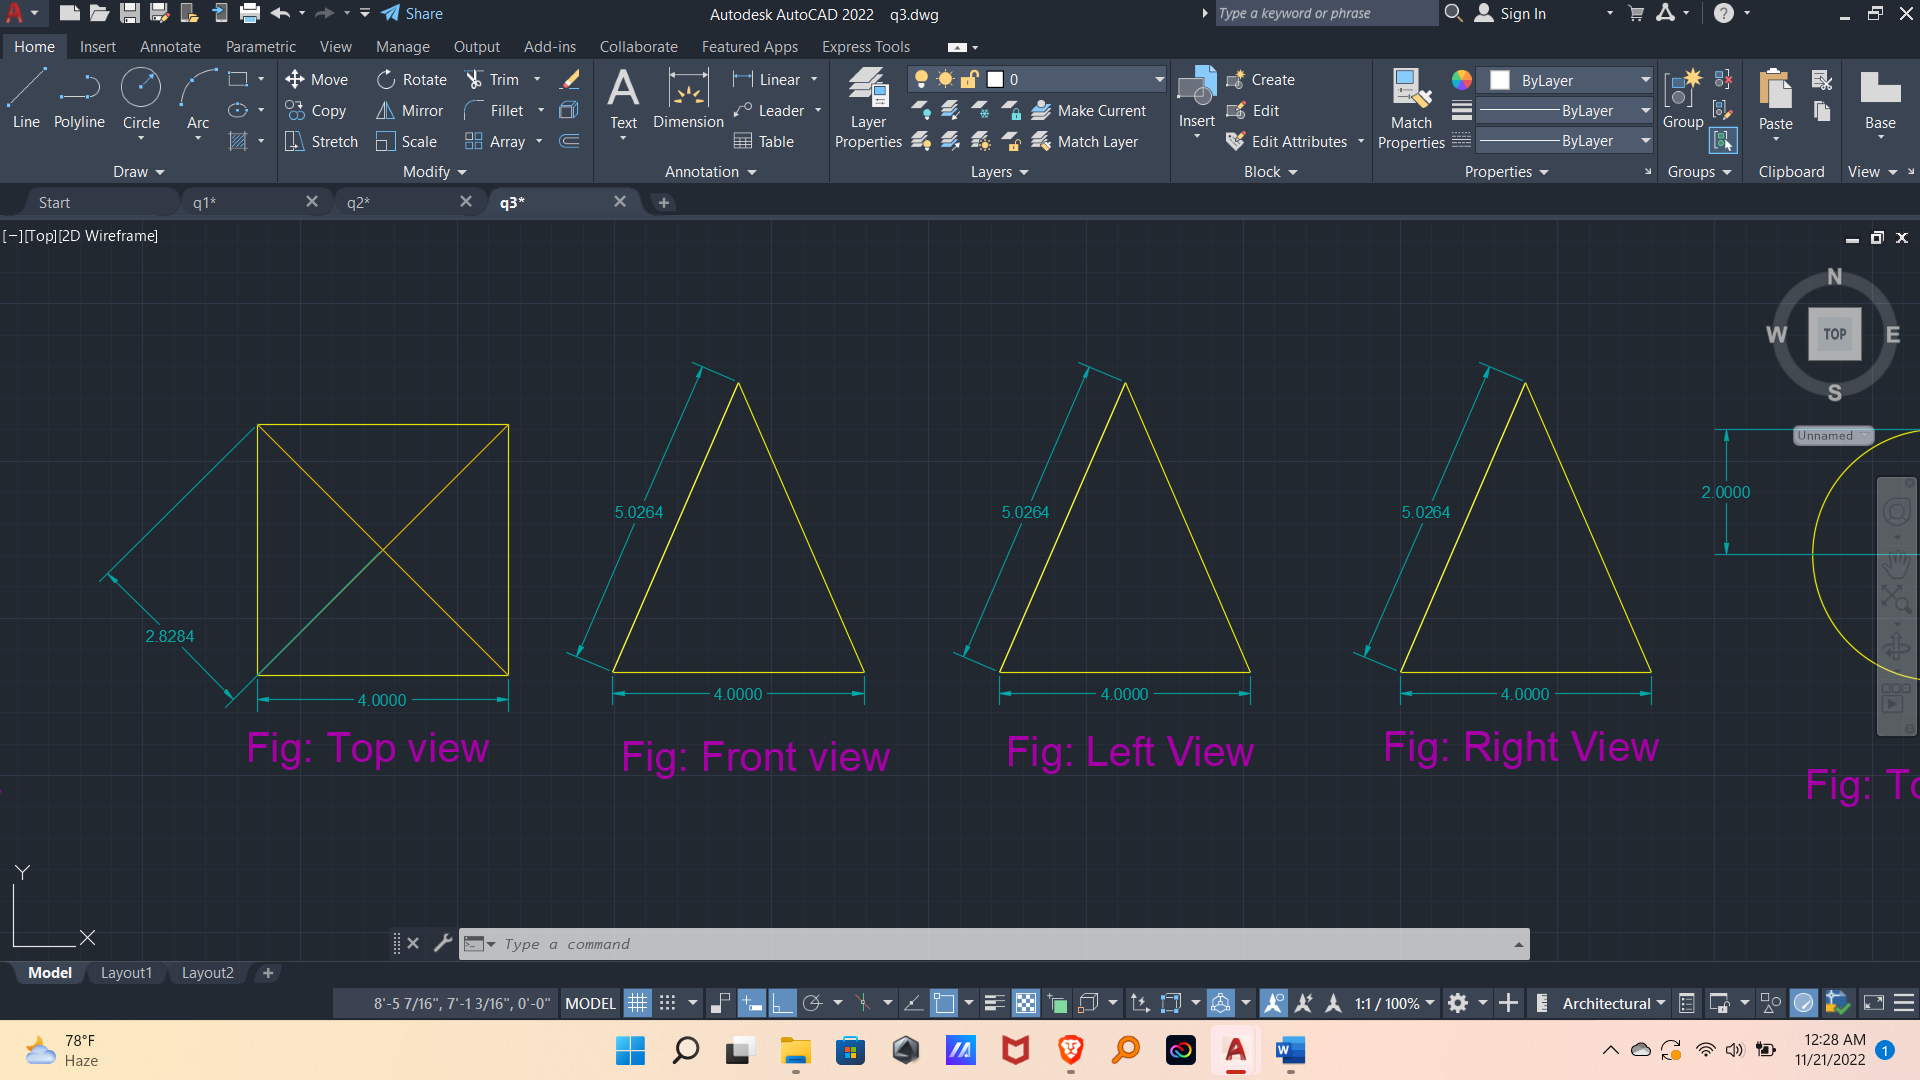 Share
Autodesk AutoCAD 2022 q3.dwg
Type a keyword or phrase
Sign In
Home Insert Annotate Parametric View Manage Output Add-ins Collaborate Featured Apps Express Tools
Line Polyline Circle Arc
Draw
Move Rotate Trim
Copy Mirror Fillet
Stretch Scale Array
Modify
Text Dimension
Linear
Leader
Table
Annotation
Layer Properties
0
Make Current
Match Layer
Layers
Insert
Create
Edit
Edit Attributes
Block
Match Properties
ByLayer
ByLayer
ByLayer
Properties
Group
Groups
Paste
Clipboard
Base
View
Start q1* q2* q3*
[−][Top][2D Wireframe]
N
W TOP E
S
Unnamed
2.0000
5.0264 5.0264 5.0264
2.8284
4.0000 4.0000 4.0000 4.0000
Fig: Top view Fig: Front view Fig: Left View Fig: Right View
Fig: To
Y
X
Type a command
Model Layout1 Layout2
8'-5 7/16", 7'-1 3/16", 0'-0" MODEL 1:1 / 100% Architectural
78°F
Haze
12:28 AM
11/21/2022 1